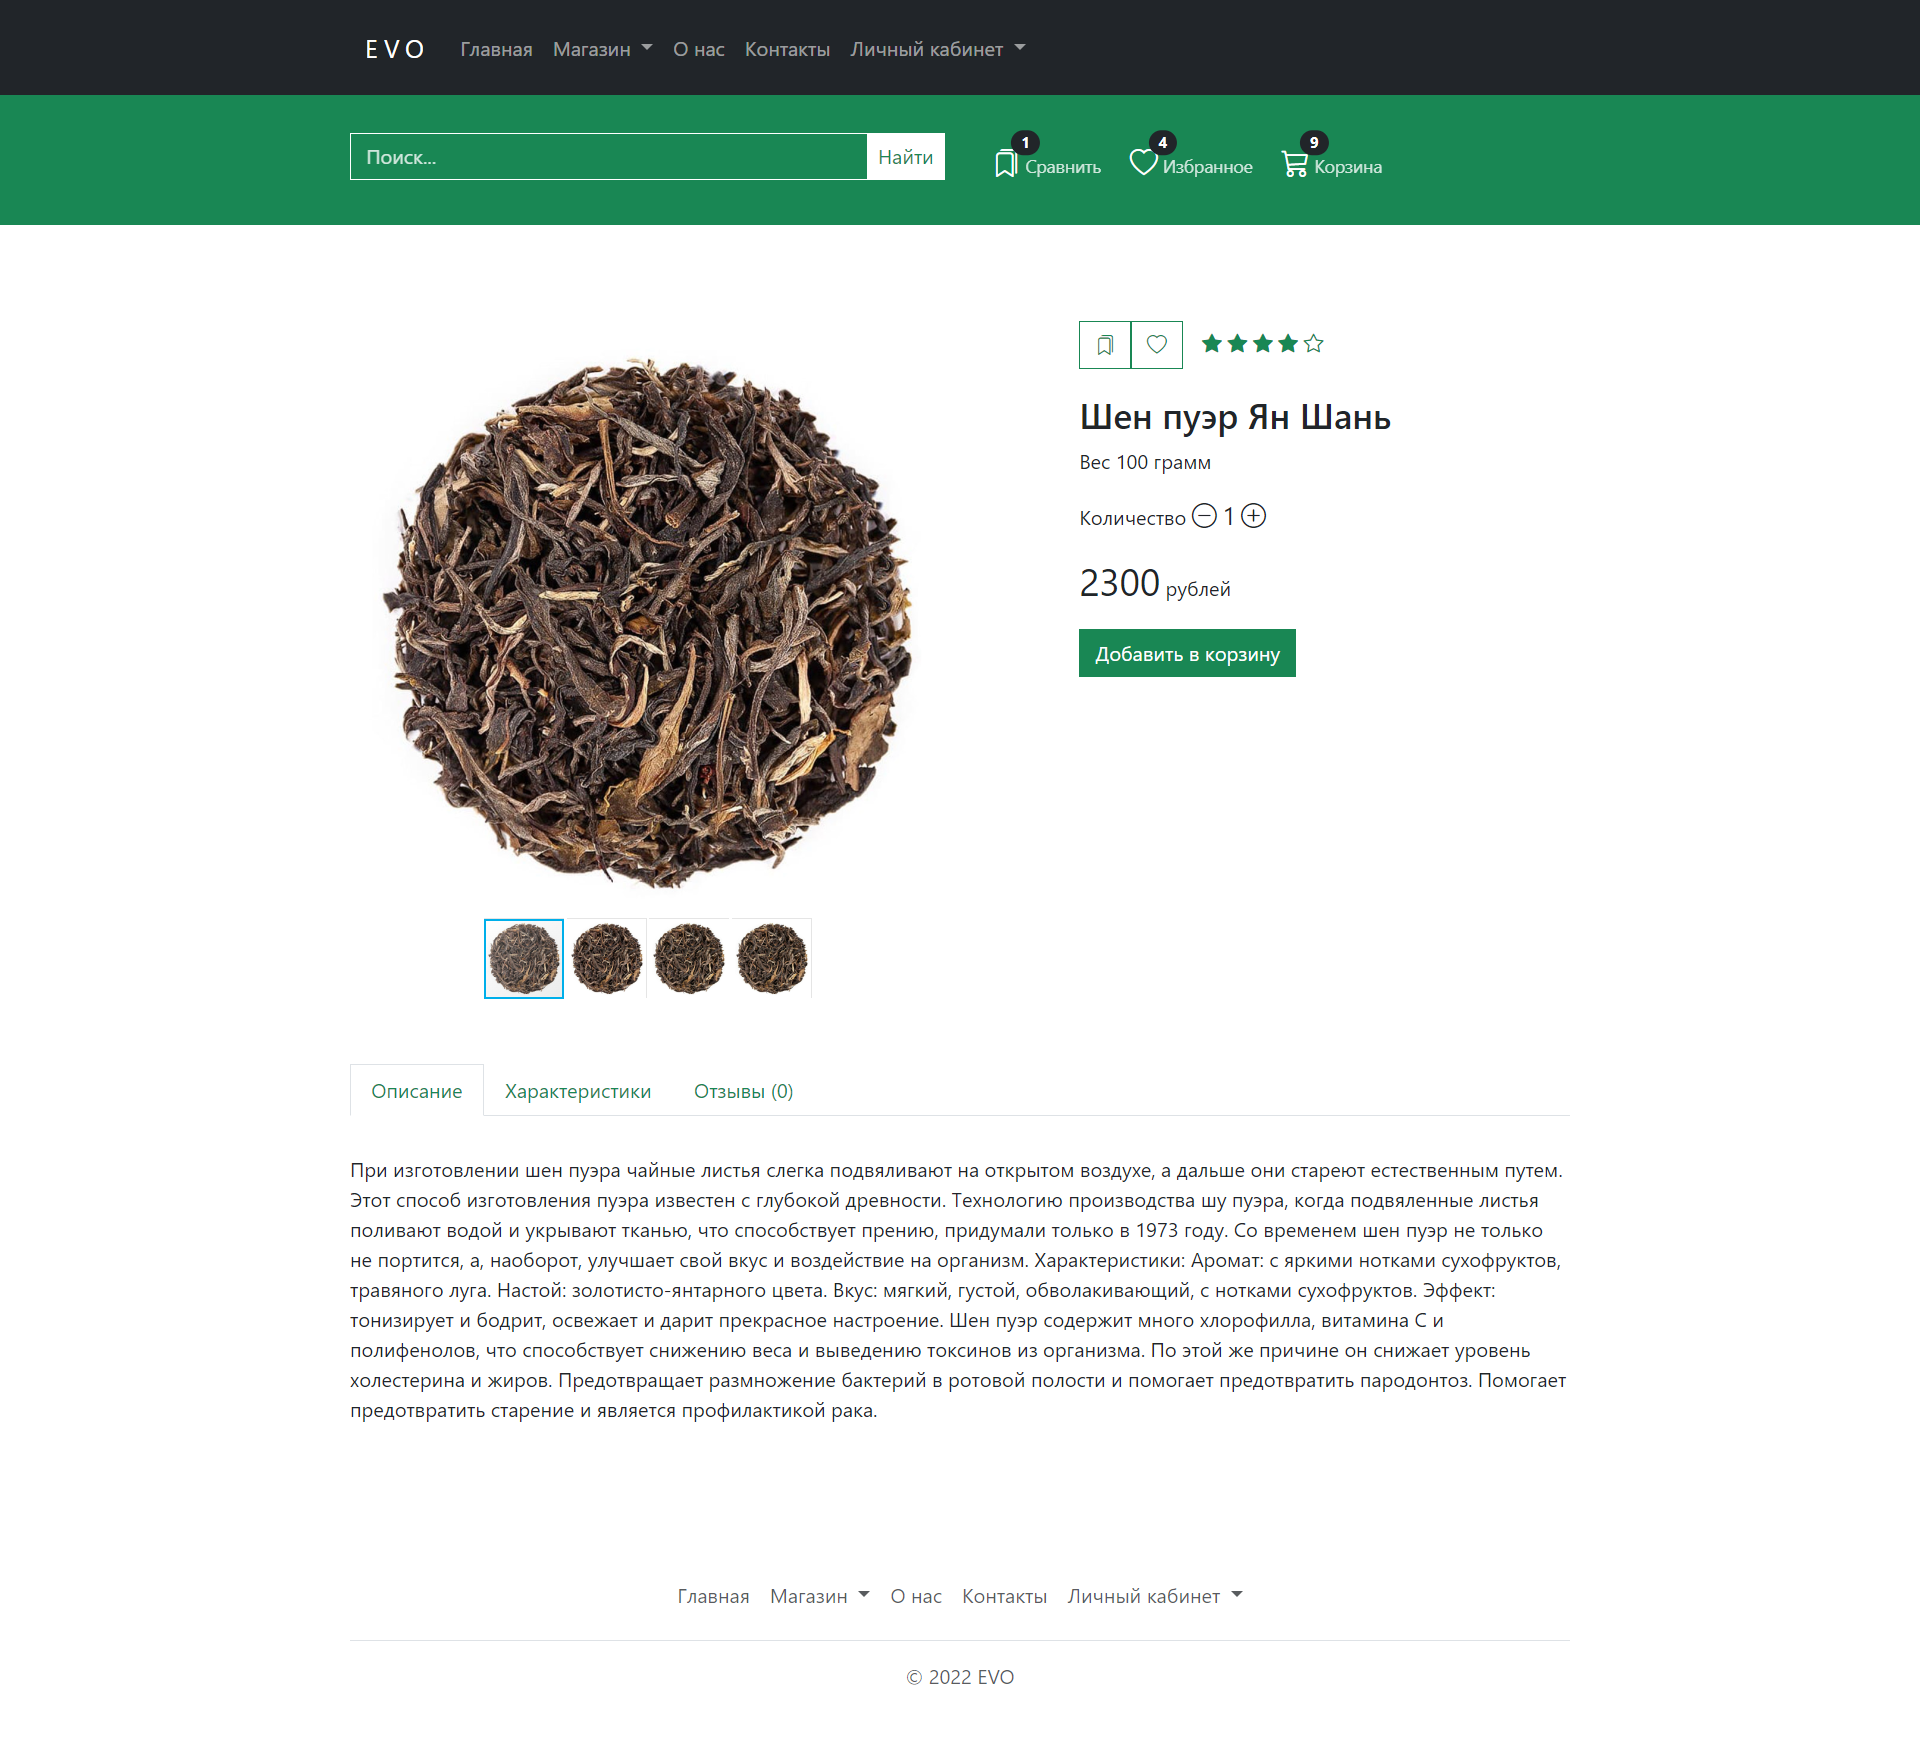 EVO Главная Магазин О нас Контакты Личный кабинет
Поиск... Найти 1 Сравнить 4 Избранное 9 Корзина
Шен пуэр Ян Шань
Вес 100 грамм
Количество 1
2300 рублей
Добавить в корзину
Описание Характеристики Отзывы (0)
При изготовлении шен пуэра чайные листья слегка подвяливают на открытом воздухе, а дальше они стареют естественным путем.
Этот способ изготовления пуэра известен с глубокой древности. Технологию производства шу пуэра, когда подвяленные листья
поливают водой и укрывают тканью, что способствует прению, придумали только в 1973 году. Со временем шен пуэр не только
не портится, а, наоборот, улучшает свой вкус и воздействие на организм. Характеристики: Аромат: с яркими нотками сухофруктов,
травяного луга. Настой: золотисто-янтарного цвета. Вкус: мягкий, густой, обволакивающий, с нотками сухофруктов. Эффект:
тонизирует и бодрит, освежает и дарит прекрасное настроение. Шен пуэр содержит много хлорофилла, витамина С и
полифенолов, что способствует снижению веса и выведению токсинов из организма. По этой же причине он снижает уровень
холестерина и жиров. Предотвращает размножение бактерий в ротовой полости и помогает предотвратить пародонтоз. Помогает
предотвратить старение и является профилактикой рака.
Главная Магазин О нас Контакты Личный кабинет
© 2022 EVO